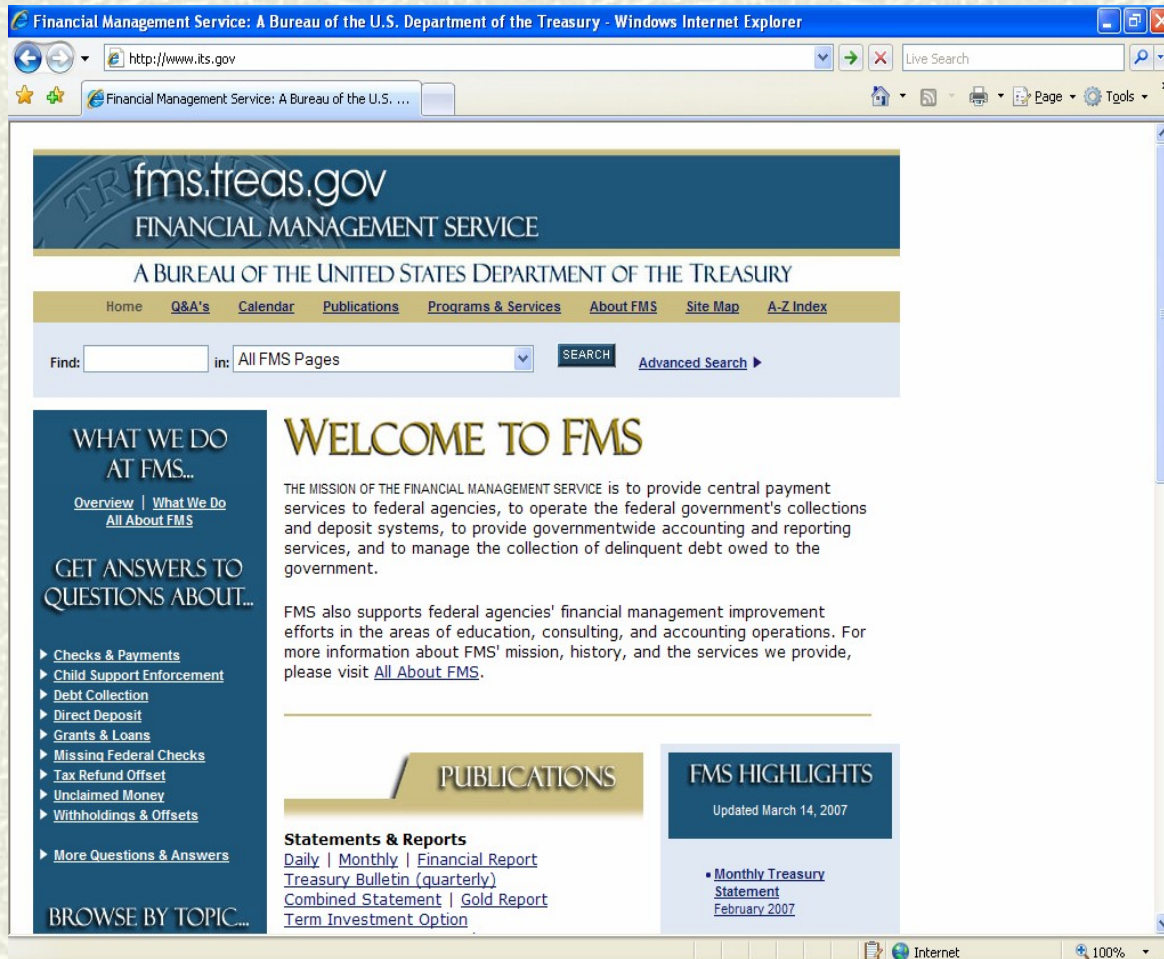 Financial Management Service: A Bureau of the U.S. Department of the Treasury - Windows Internet Explorer
http://www.its.gov
Live Search
Financial Management Service: A Bureau of the U.S. ...
Page
Tools
fms.treas.gov
FINANCIAL MANAGEMENT SERVICE
A BUREAU OF THE UNITED STATES DEPARTMENT OF THE TREASURY
Home Q&A's Calendar Publications Programs & Services About FMS Site Map A-Z Index
Find: in: All FMS Pages SEARCH Advanced Search
WHAT WE DO
AT FMS...
Overview | What We Do
All About FMS
GET ANSWERS TO
QUESTIONS ABOUT...
Checks & Payments
Child Support Enforcement
Debt Collection
Direct Deposit
Grants & Loans
Missing Federal Checks
Tax Refund Offset
Unclaimed Money
Withholdings & Offsets
More Questions & Answers
BROWSE BY TOPIC...
WELCOME TO FMS
THE MISSION OF THE FINANCIAL MANAGEMENT SERVICE is to provide central payment
services to federal agencies, to operate the federal government's collections
and deposit systems, to provide governmentwide accounting and reporting
services, and to manage the collection of delinquent debt owed to the
government.
FMS also supports federal agencies' financial management improvement
efforts in the areas of education, consulting, and accounting operations. For
more information about FMS' mission, history, and the services we provide,
please visit All About FMS.
PUBLICATIONS
Statements & Reports
Daily | Monthly | Financial Report
Treasury Bulletin (quarterly)
Combined Statement | Gold Report
Term Investment Option
FMS HIGHLIGHTS
Updated March 14, 2007
Monthly Treasury
Statement
February 2007
Internet
100%